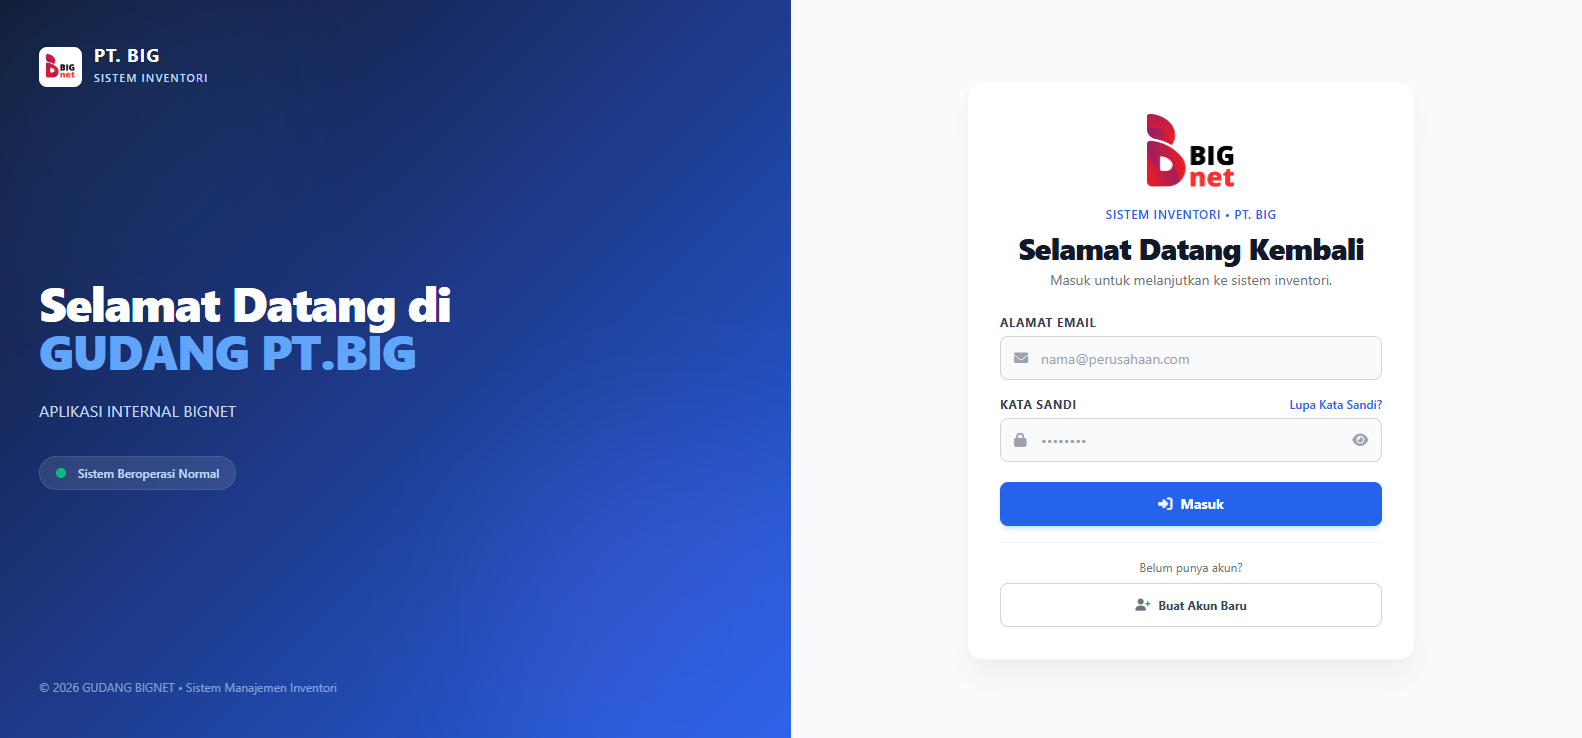 BIG
net
PT. BIG
SISTEM INVENTORI
Selamat Datang di
GUDANG PT.BIG
APLIKASI INTERNAL BIGNET
Sistem Beroperasi Normal
© 2026 GUDANG BIGNET • Sistem Manajemen Inventori
BIG
net
SISTEM INVENTORI • PT. BIG
Selamat Datang Kembali
Masuk untuk melanjutkan ke sistem inventori.
ALAMAT EMAIL
nama@perusahaan.com
KATA SANDI
Lupa Kata Sandi?
••••••••
Masuk
Belum punya akun?
Buat Akun Baru